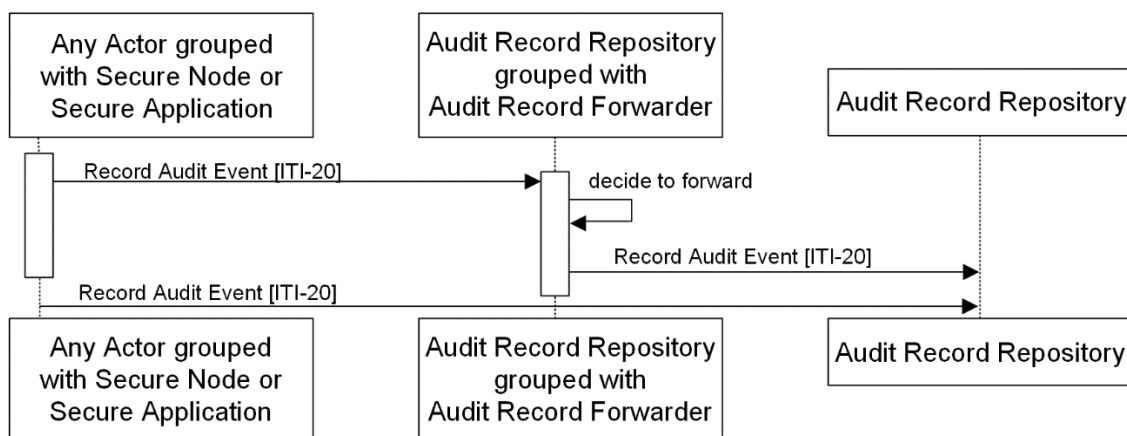 Any Actor grouped
with Secure Node or
Secure Application
Audit Record Repository
grouped with
Audit Record Forwarder
Audit Record Repository
Record Audit Event [ITI-20]
decide to forward
Record Audit Event [ITI-20]
Record Audit Event [ITI-20]
Any Actor grouped
with Secure Node or
Secure Application
Audit Record Repository
grouped with
Audit Record Forwarder
Audit Record Repository